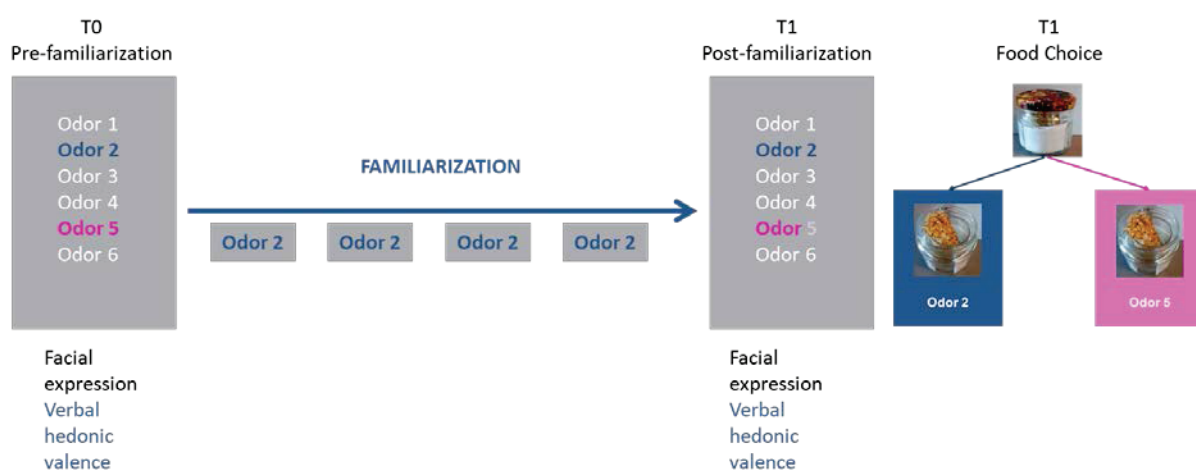 T0
Pre-familiarization
Odor 1
Odor 2
Odor 3
Odor 4
Odor 5
Odor 6
Facial
expression
Verbal
hedonic
valence
FAMILIARIZATION
Odor 2
Odor 2
Odor 2
Odor 2
T1
Post-familiarization
Odor 1
Odor 2
Odor 3
Odor 4
Odor 5
Odor 6
Facial
expression
Verbal
hedonic
valence
T1
Food Choice
Odor 2
Odor 5